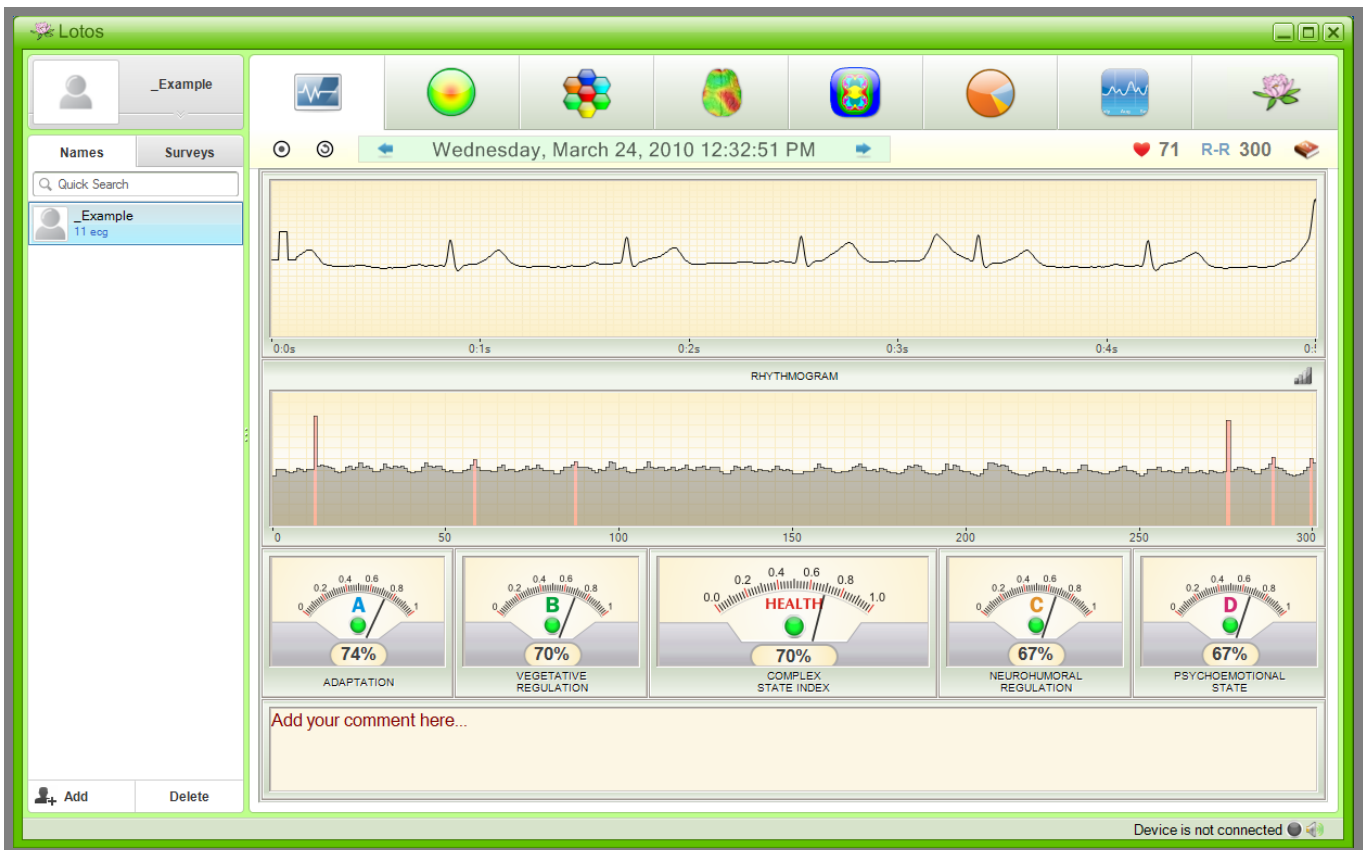 Lotos
_Example
Names Surveys
Quick Search
_Example
11 ecg
Add Delete
Wednesday, March 24, 2010 12:32:51 PM
71 R-R 300
0:0s 0:1s 0:2s 0:3s 0:4s
RHYTHMOGRAM
0 50 100 150 200 250 300
0 0.2 0.4 0.6 0.8 1
A
74%
ADAPTATION
0 0.2 0.4 0.6 0.8 1
B
70%
VEGETATIVE
REGULATION
0.0 0.2 0.4 0.6 0.8 1.0
HEALTH
70%
COMPLEX
STATE INDEX
0 0.2 0.4 0.6 0.8 1
C
67%
NEUROHUMORAL
REGULATION
0 0.2 0.4 0.6 0.8 1
D
67%
PSYCHOEMOTIONAL
STATE
Add your comment here...
Device is not connected